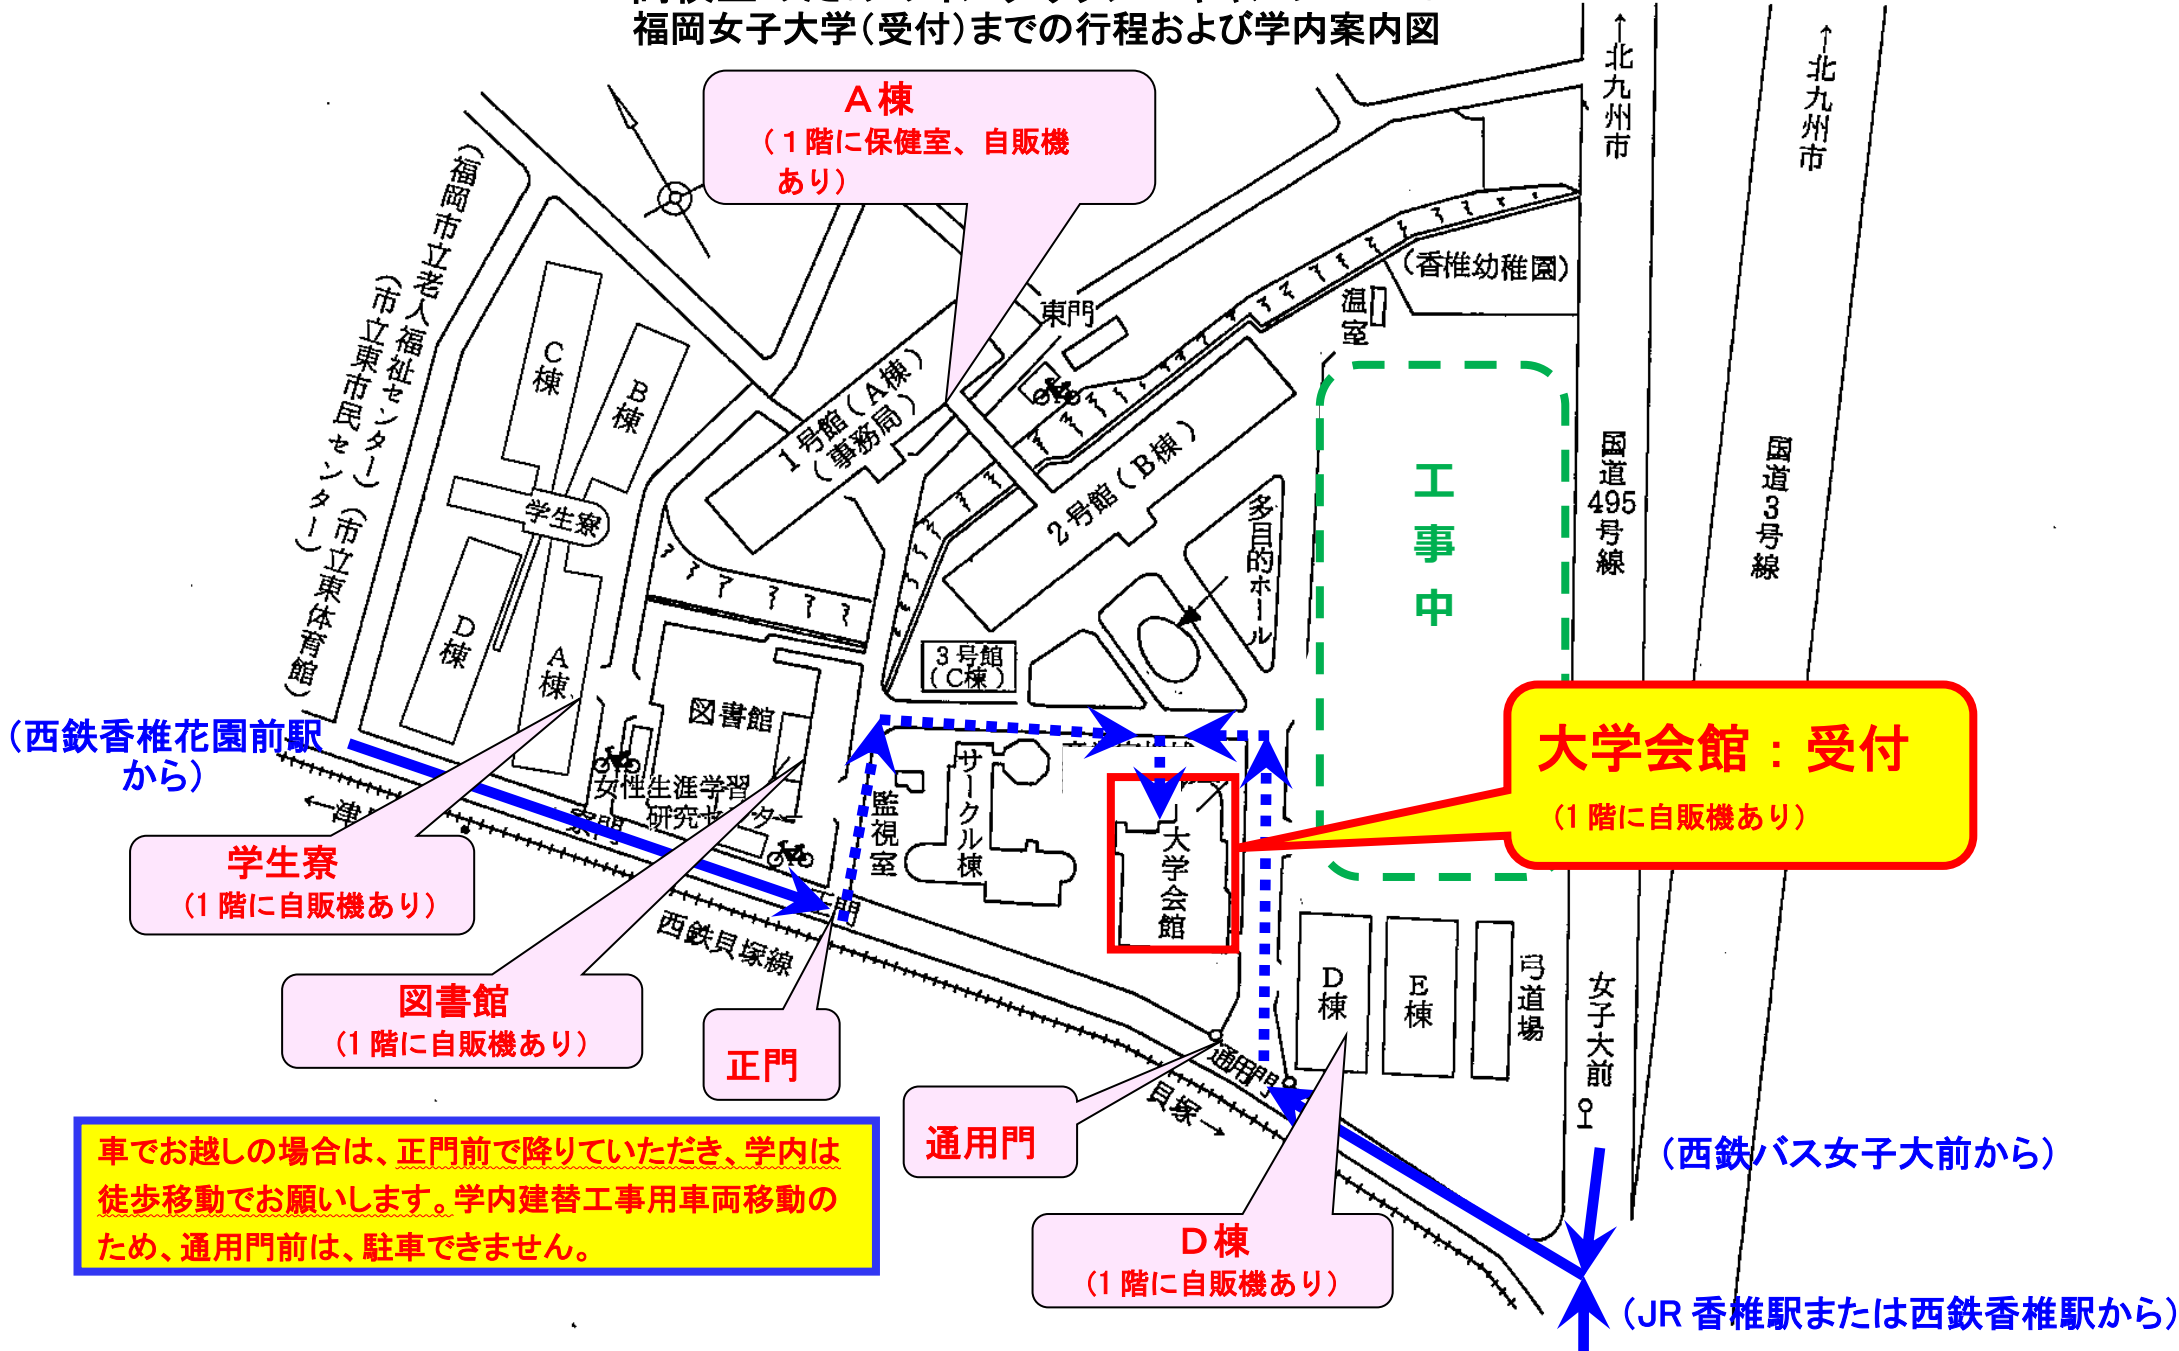 福岡女子大学（受付）までの行程および学内案内図
Ａ棟
（１階に保健室、自販機
あり）
↑北九州市
↑北九州市
（福岡市立老人福祉センター）
（市立東市民センター）
（市立東体育館）
東門
（香椎幼稚園）
温室
C棟
B棟
学生寮
D棟
A棟
1号館（A棟）
（事務局）
2号館（B棟）
多目的ホール
工事中
国道495号線
国道3号線
3号館
（C棟）
図書館
女性生涯学習
監視室
サークル棟
大学会館
大学会館：受付
（1階に自販機あり）
（西鉄香椎花園前駅
から）
学生寮
（1階に自販機あり）
図書館
（1階に自販機あり）
西鉄貝塚線
正門
通用門
通用門
貝塚→
D棟
E棟
弓道場
女子大前
Ｄ棟
（1階に自販機あり）
（西鉄バス女子大前から）
（JR香椎駅または西鉄香椎駅から）
車でお越しの場合は、正門前で降りていただき、学内は
徒歩移動でお願いします。学内建替工事用車両移動の
ため、通用門前は、駐車できません。